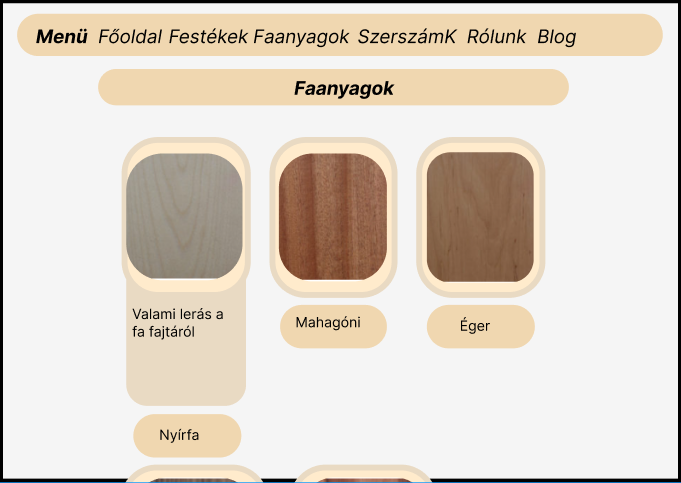 Menü Főoldal Festékek Faanyagok SzerszámK Rólunk Blog
Faanyagok
Valami lerás a
fa fajtáról
Mahagóni
Éger
Nyírfa